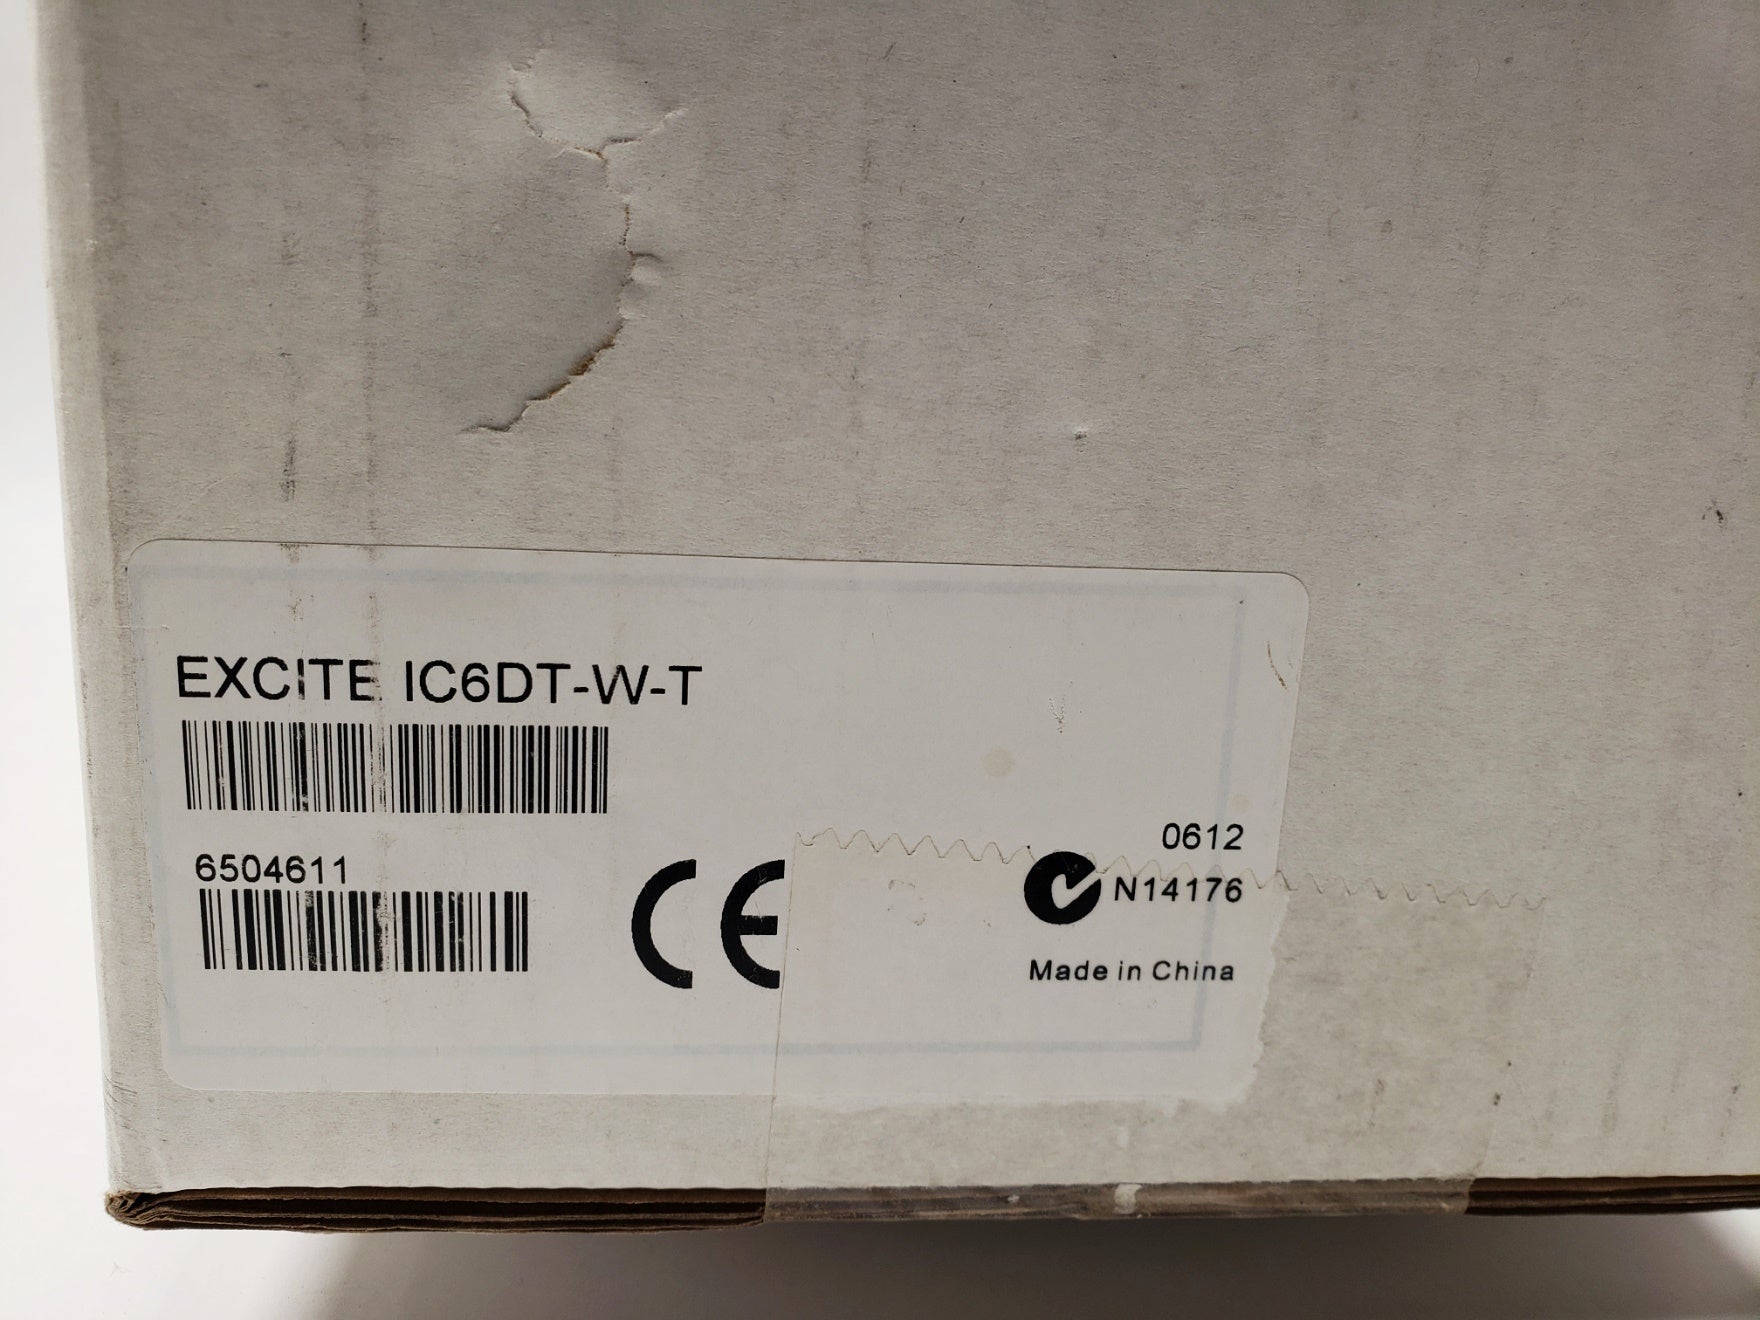 EXCITE IC6DT-W-T
6504611
CE
0612
N14176
Made in China